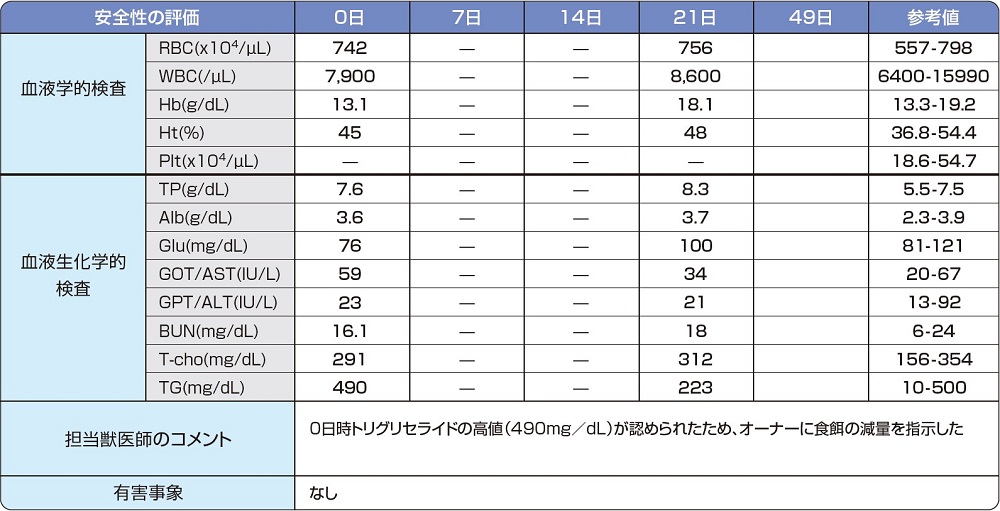 安全性の評価 0日 7日 14日 21日 49日 参考値
血液学的検査
RBC(x10⁴/μL) 742 — — 756 557-798
WBC(/μL) 7,900 — — 8,600 6400-15990
Hb(g/dL) 13.1 — — 18.1 13.3-19.2
Ht(%) 45 — — 48 36.8-54.4
Plt(x10⁴/μL) — — — — 18.6-54.7
血液生化学的
検査
TP(g/dL) 7.6 — — 8.3 5.5-7.5
Alb(g/dL) 3.6 — — 3.7 2.3-3.9
Glu(mg/dL) 76 — — 100 81-121
GOT/AST(IU/L) 59 — — 34 20-67
GPT/ALT(IU/L) 23 — — 21 13-92
BUN(mg/dL) 16.1 — — 18 6-24
T-cho(mg/dL) 291 — — 312 156-354
TG(mg/dL) 490 — — 223 10-500
担当獣医師のコメント
0日時トリグリセライドの高値(490mg/dL)が認められたため、オーナーに食餌の減量を指示した
有害事象 なし